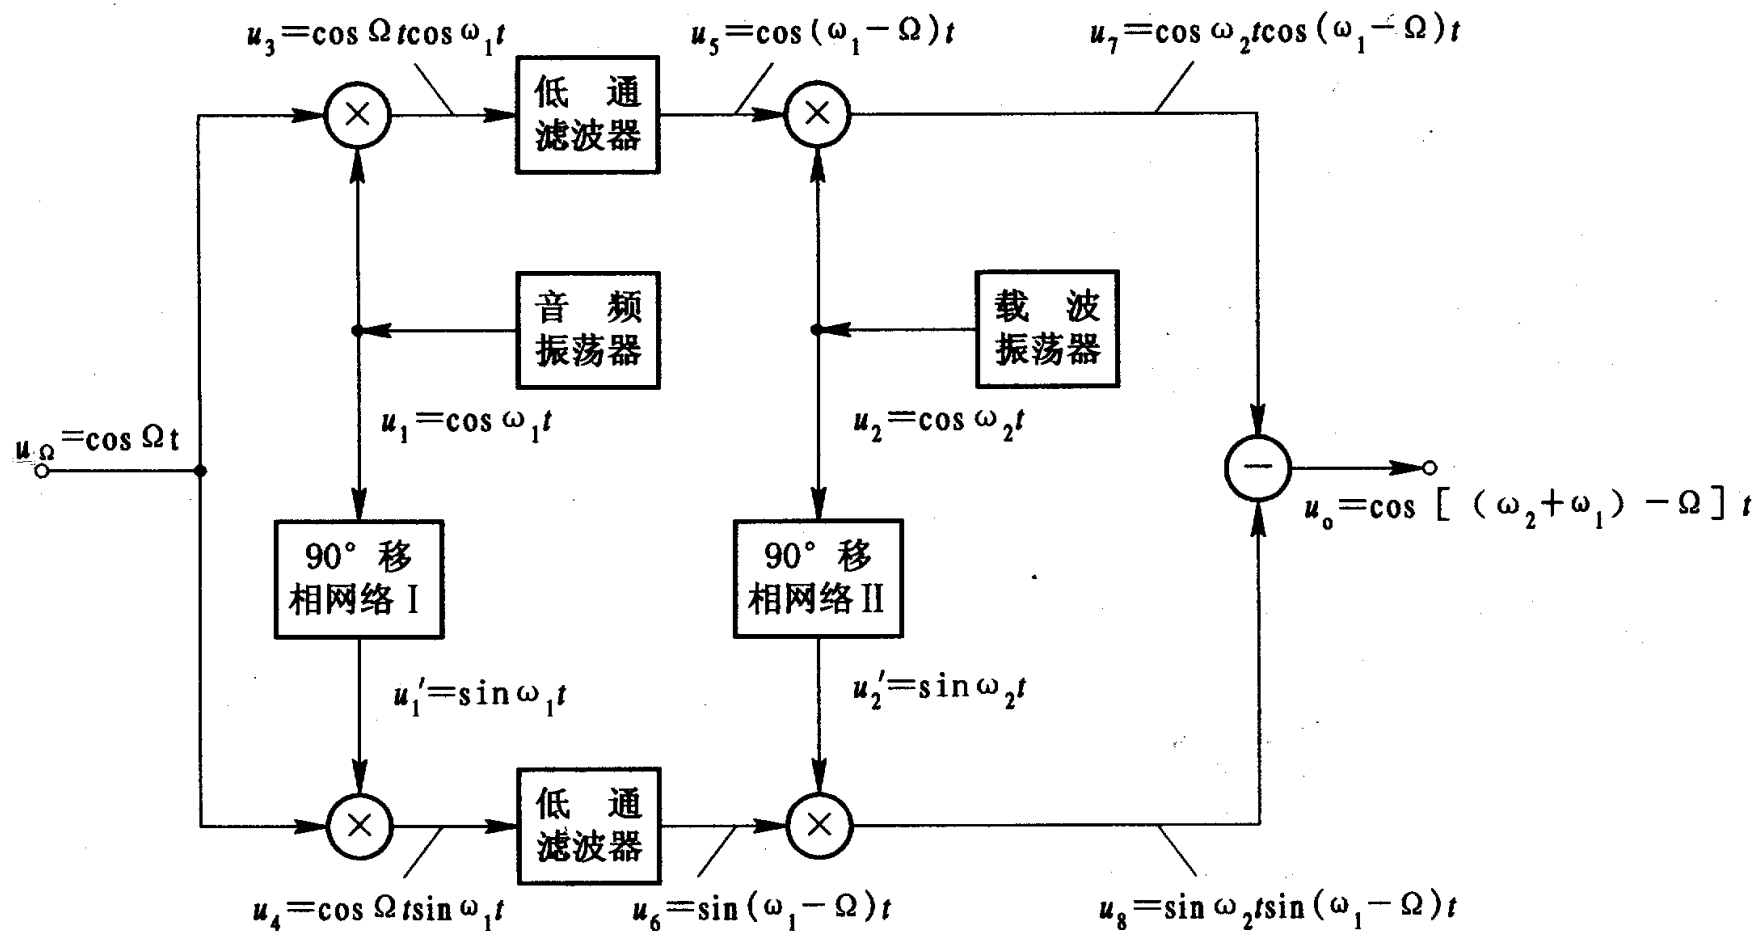 u₃=cos Ωtcos ω₁t
u₅=cos(ω₁−Ω)t
u₇=cos ω₂tcos(ω₁−Ω)t
×
低 通
滤波器
×
音 频
振荡器
载 波
振荡器
u₁=cos ω₁t
u₂=cos ω₂t
u_Ω=cos Ωt
−
u₀=cos [ (ω₂+ω₁) −Ω] t
90° 移
相网络 I
90° 移
相网络 II
u₁′=sin ω₁t
u₂′=sin ω₂t
×
低 通
滤波器
×
u₄=cos Ωtsin ω₁t
u₆=sin(ω₁−Ω)t
u₈=sin ω₂tsin(ω₁−Ω)t